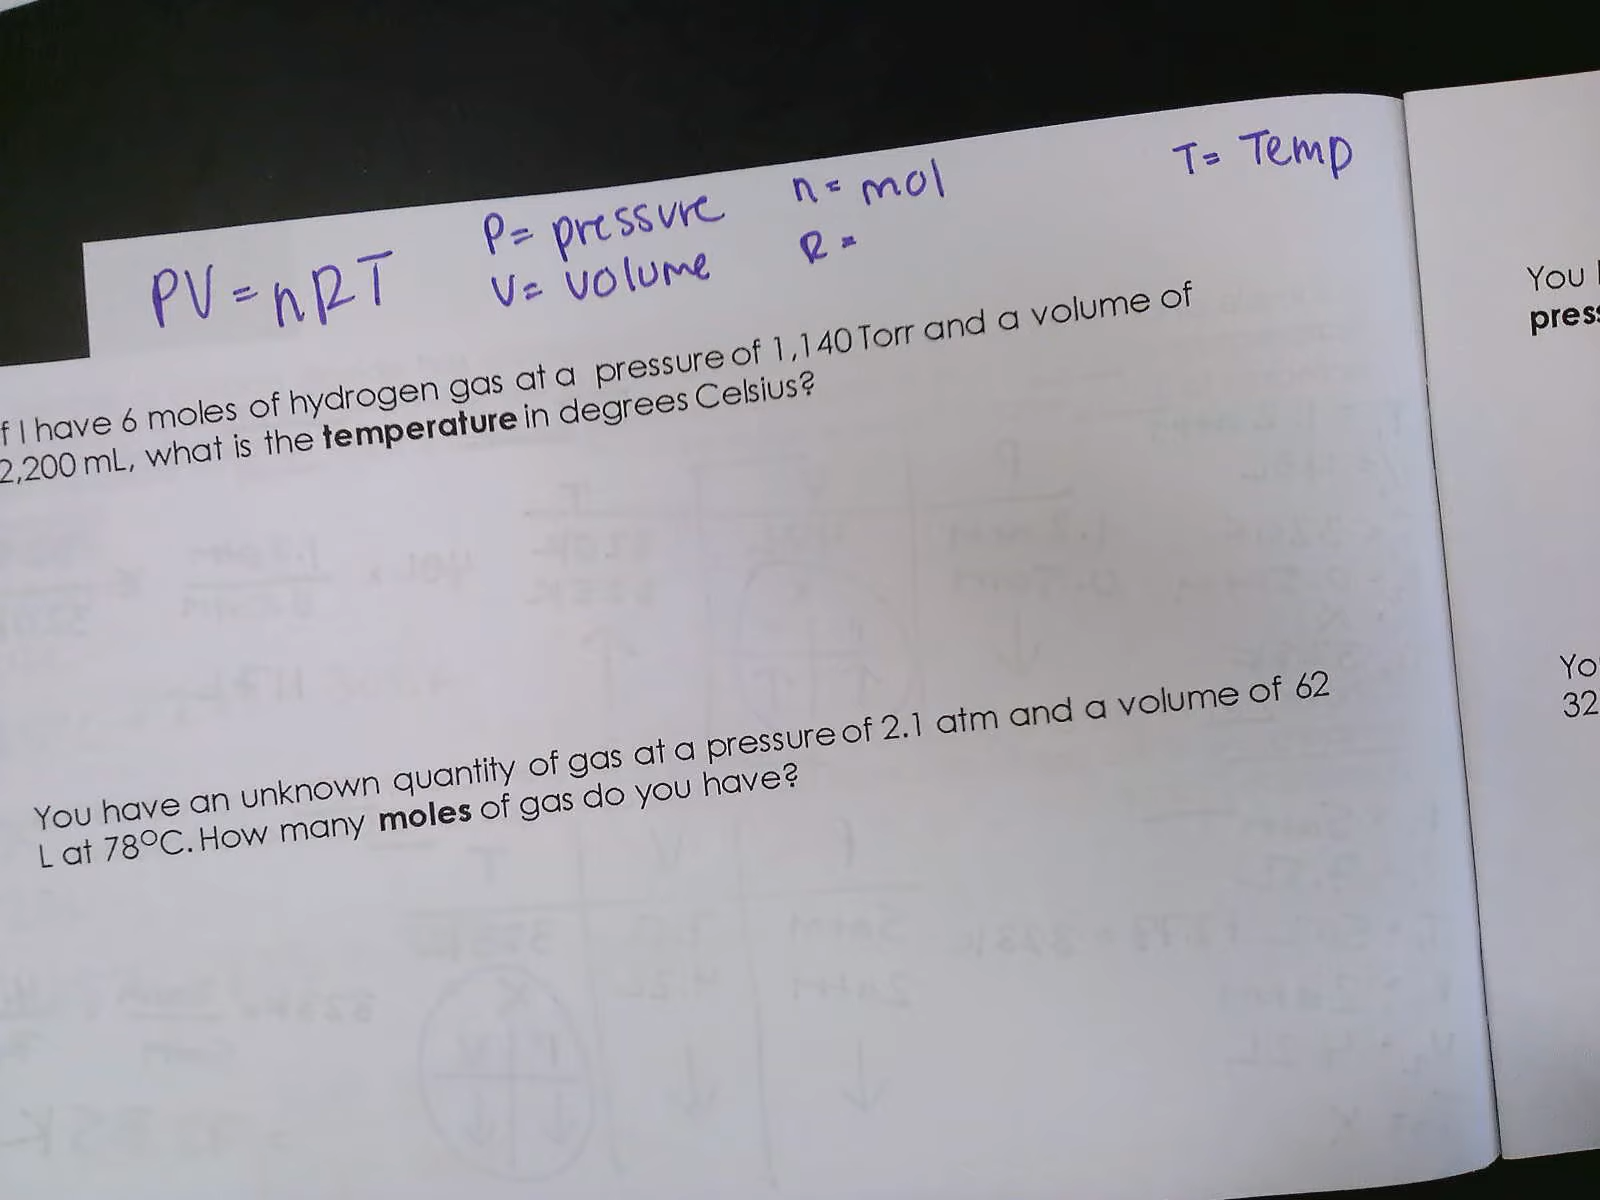 PV = nRT
P= pressure
V= volume
n= mol
R=
T= Temp
f I have 6 moles of hydrogen gas at a pressure of 1,140 Torr and a volume of
2,200 mL, what is the temperature in degrees Celsius?
You have an unknown quantity of gas at a pressure of 2.1 atm and a volume of 62
L at 78°C. How many moles of gas do you have?
You
press
Yo
32